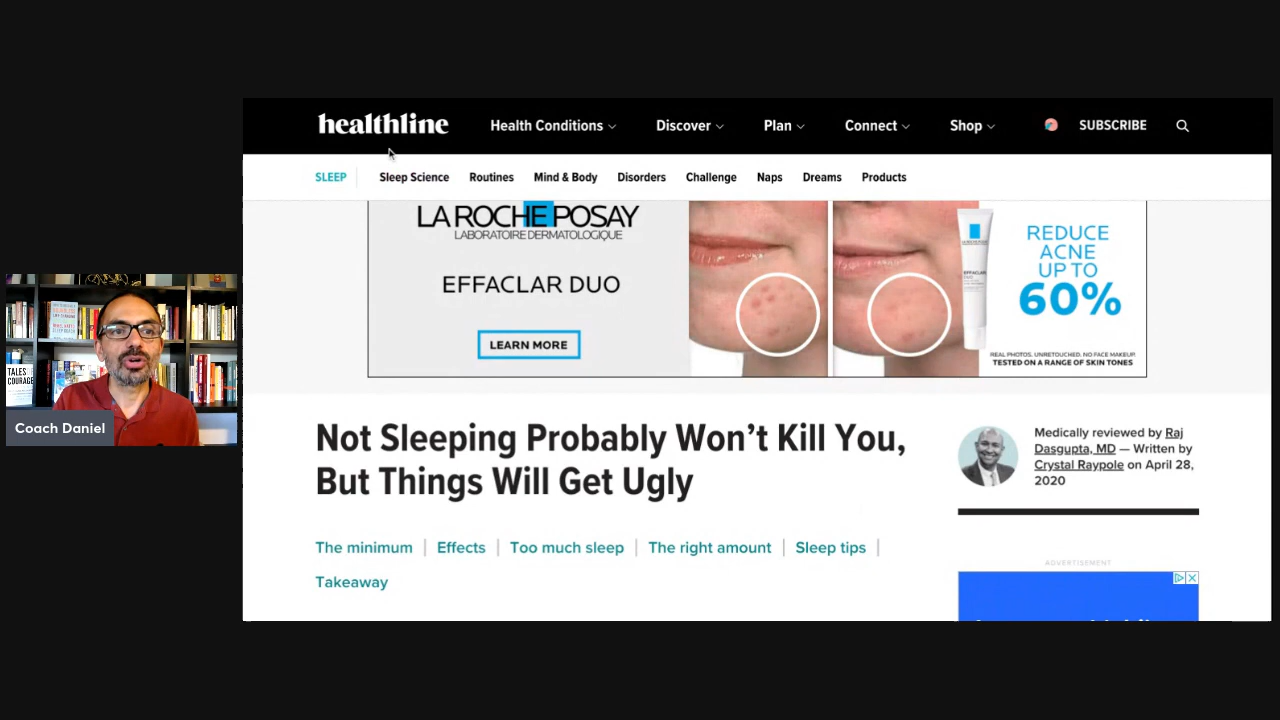 healthline
Health Conditions
Discover
Plan
Connect
Shop
SUBSCRIBE
SLEEP
Sleep Science
Routines
Mind & Body
Disorders
Challenge
Naps
Dreams
Products
LA ROCHE POSAY
LABORATOIRE DERMATOLOGIQUE
EFFACLAR DUO
LEARN MORE
REDUCE
ACNE
UP TO
60%
REAL PHOTOS. UNRETOUCHED. NO FACE MAKEUP.
TESTED ON A RANGE OF SKIN TONES
TALES
COURAGE
Coach Daniel
Not Sleeping Probably Won't Kill You,
But Things Will Get Ugly
Medically reviewed by Raj
Dasgupta, MD — Written by
Crystal Raypole on April 28,
2020
The minimum
Effects
Too much sleep
The right amount
Sleep tips
Takeaway
ADVERTISEMENT